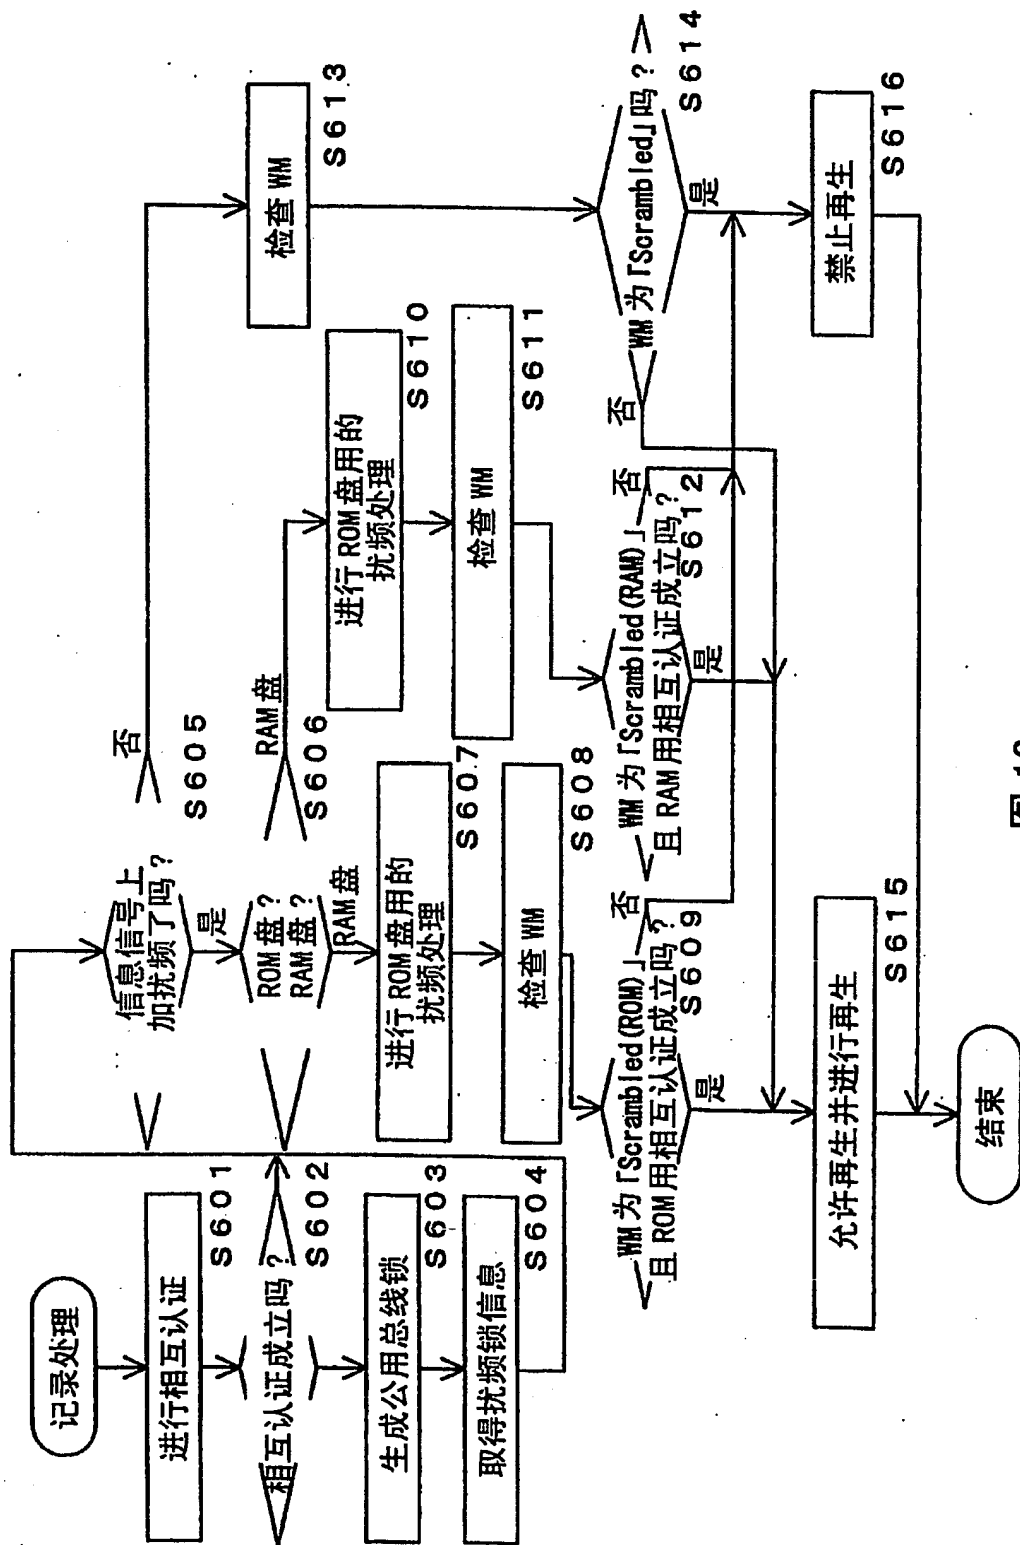 记录处理
进行相互认证
S601
相互认证成立吗?
S602
生成公用总线锁
S603
取得扰频锁信息
S604
信息信号上
加扰频了吗?
否
S605
是
ROM盘?
RAM盘?
RAM盘
S606
RAM盘
进行ROM盘用的
扰频处理
S607
检查WM
S608
WM为「Scrambled(ROM)」
且ROM用相互认证成立吗?
否
S609
是
进行ROM盘用的
扰频处理
S610
检查WM
S611
WM为「Scrambled(RAM)」
且RAM用相互认证成立吗?
否
S612
是
检查WM
S613
WM为「Scrambled」吗?
S614
否
是
允许再生并进行再生
S615
禁止再生
S616
结束